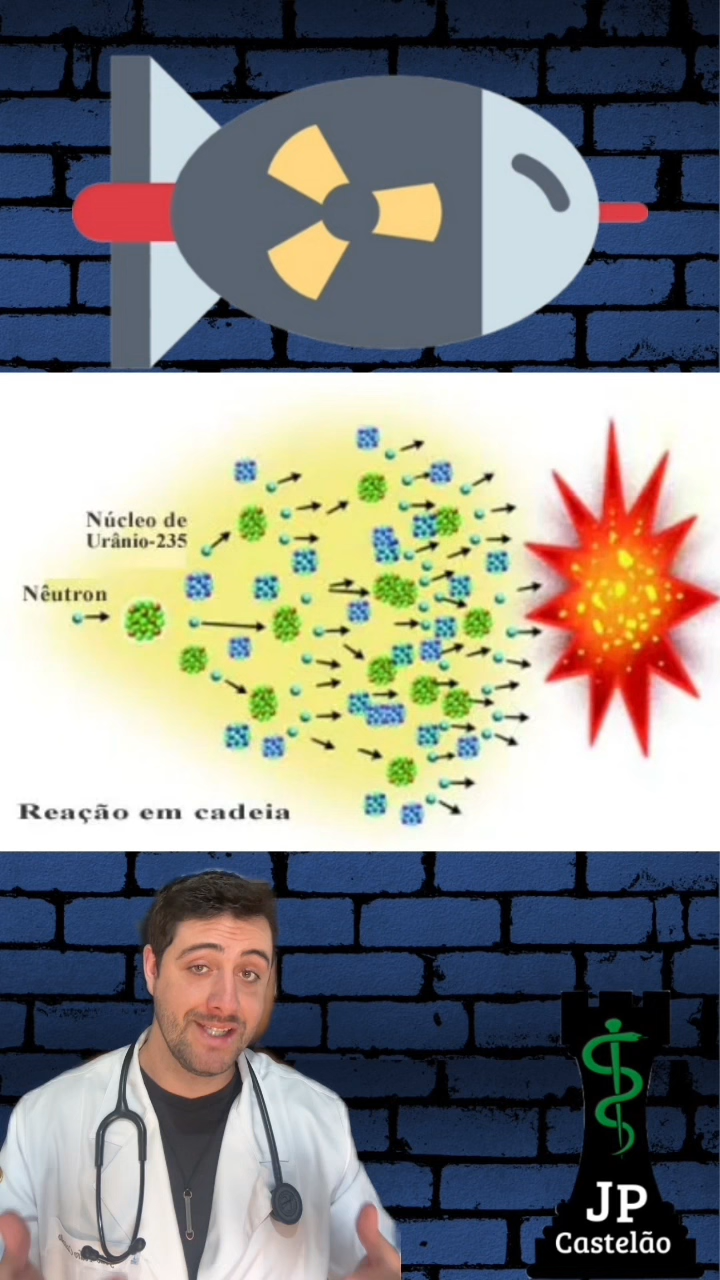 Núcleo de
Urânio-235
Nêutron
Reação em cadeia
JP
Castelão